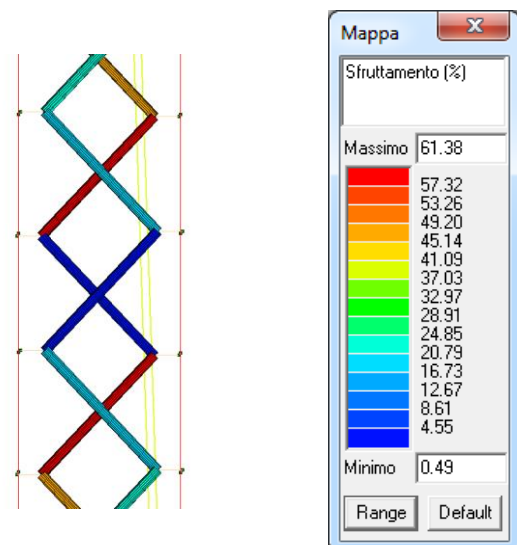 Mappa
Sfruttamento (%)
Massimo 61.38
57.32
53.26
49.20
45.14
41.09
37.03
32.97
28.91
24.85
20.79
16.73
12.67
8.61
4.55
Minimo 0.49
Range Default